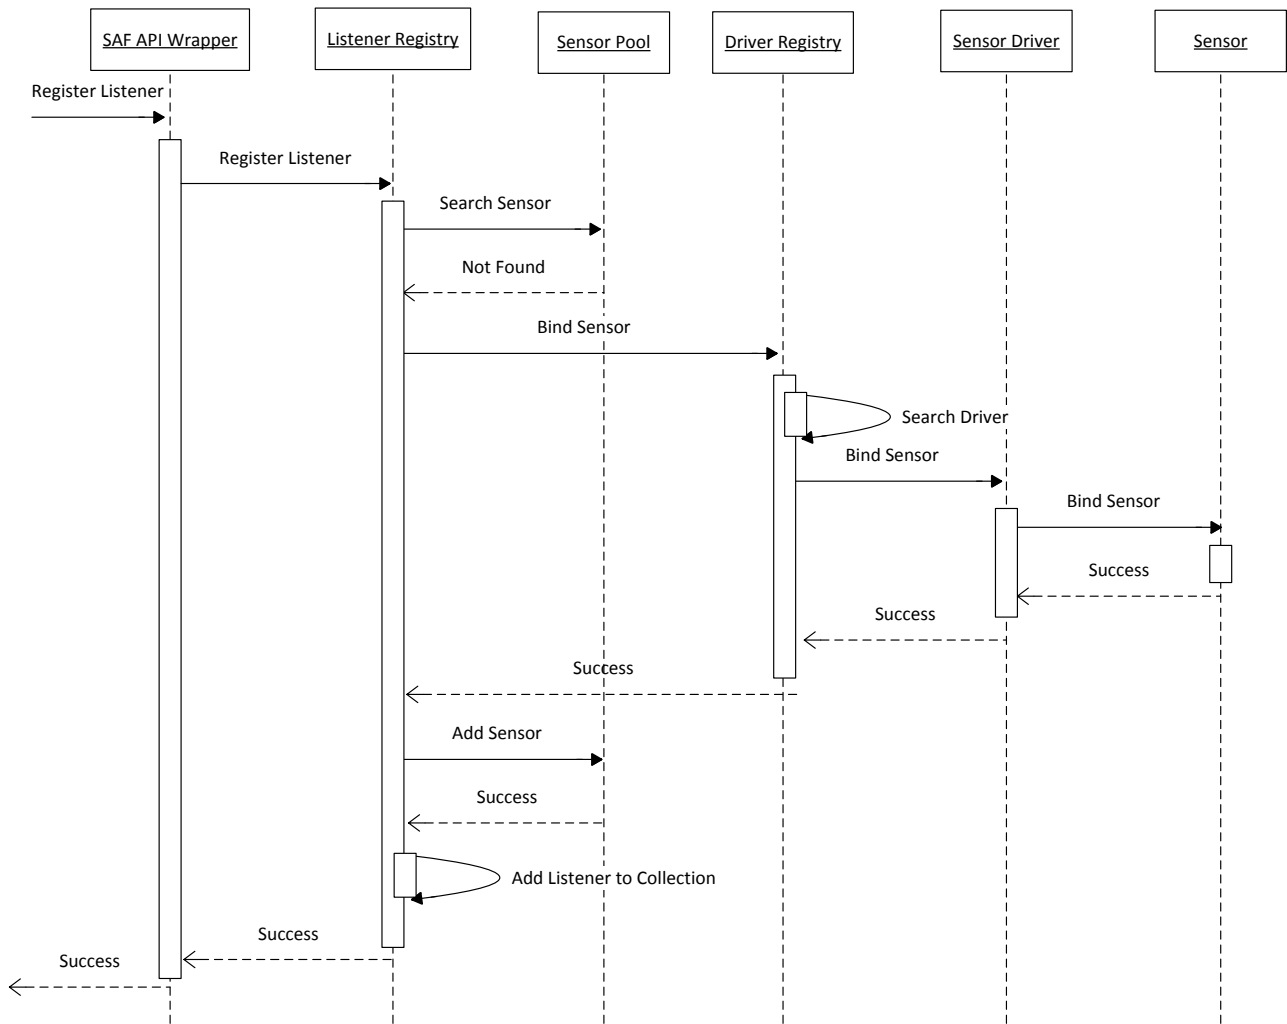 SAF API Wrapper
Listener Registry
Sensor Pool
Driver Registry
Sensor Driver
Sensor
Register Listener
Register Listener
Search Sensor
Not Found
Bind Sensor
Search Driver
Bind Sensor
Bind Sensor
Success
Success
Success
Add Sensor
Success
Add Listener to Collection
Success
Success